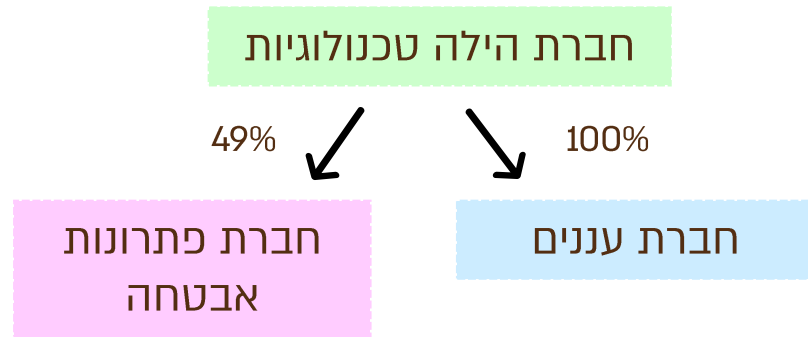 חברת הילה טכנולוגיות
100%
49%
חברת עננים
חברת פתרונות
אבטחה